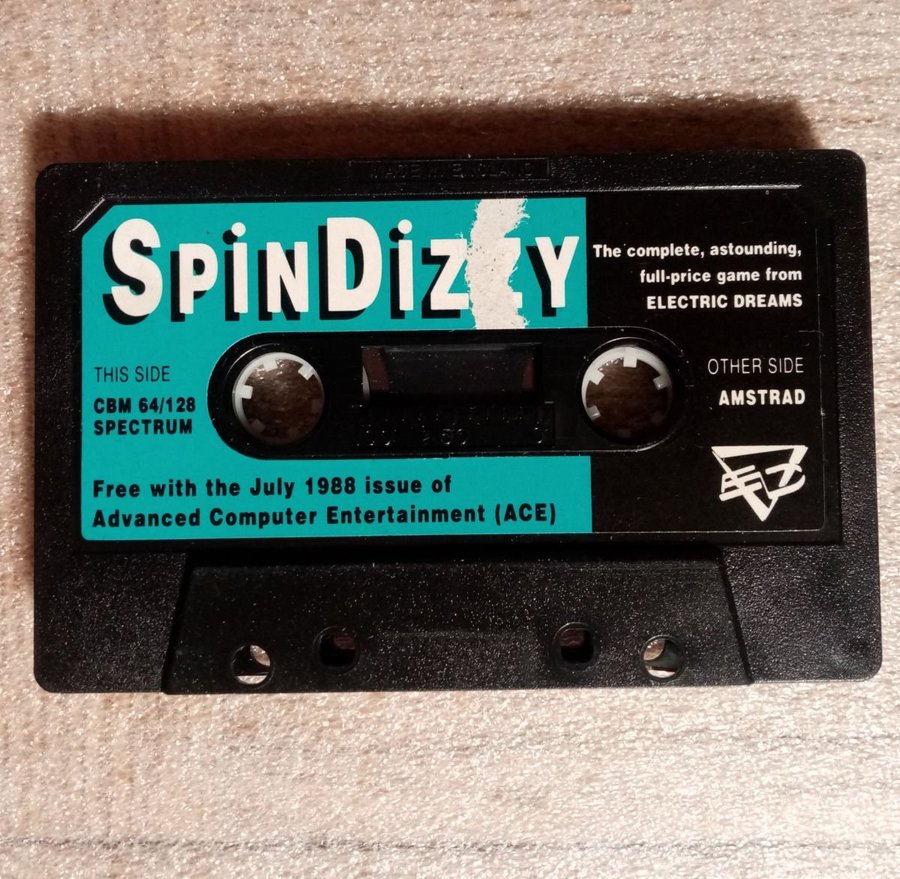 MADE IN ENGLAND
SPiNDiZZY
The complete, astounding,
full-price game from
ELECTRIC DREAMS
THIS SIDE
CBM 64/128
SPECTRUM
OTHER SIDE
AMSTRAD
Free with the July 1988 issue of
Advanced Computer Entertainment (ACE)